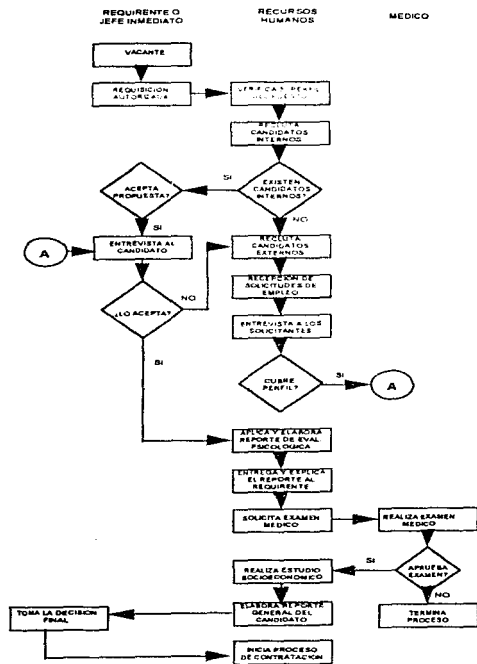 REQUIRENTE O
JEFE INMEDIATO
RECURSOS
HUMANOS
MEDICO
VACANTE
REQUISICION
AUTORIZADA
VERIFICA PERFIL
RECLUTA
CANDIDATOS
INTERNOS
EXISTEN
CANDIDATOS
INTERNOS?
SI
NO
ACEPTA
PROPUESTA?
SI
ENTREVISTA AL
CANDIDATO
A
¿LO ACEPTA?
NO
SI
RECLUTA
CANDIDATOS
EXTERNOS
RECEPCION DE
SOLICITUDES DE
EMPLEO
ENTREVISTA A LOS
SOLICITANTES
CUBRE
PERFIL?
SI
A
APLICA Y ELABORA
REPORTE DE EVAL
PSICOLOGICA
ENTREGA Y EXPLICA
EL REPORTE AL
REQUIRENTE
SOLICITA EXAMEN
MEDICO
REALIZA EXAMEN
MEDICO
APRUEBA
EXAMEN?
SI
NO
TERMINA
PROCESO
REALIZA ESTUDIO
SOCIOECONOMICO
ELABORA REPORTE
GENERAL DEL
CANDIDATO
TOMA LA DECISION
FINAL
INICIA PROCESO
DE CONTRATACION